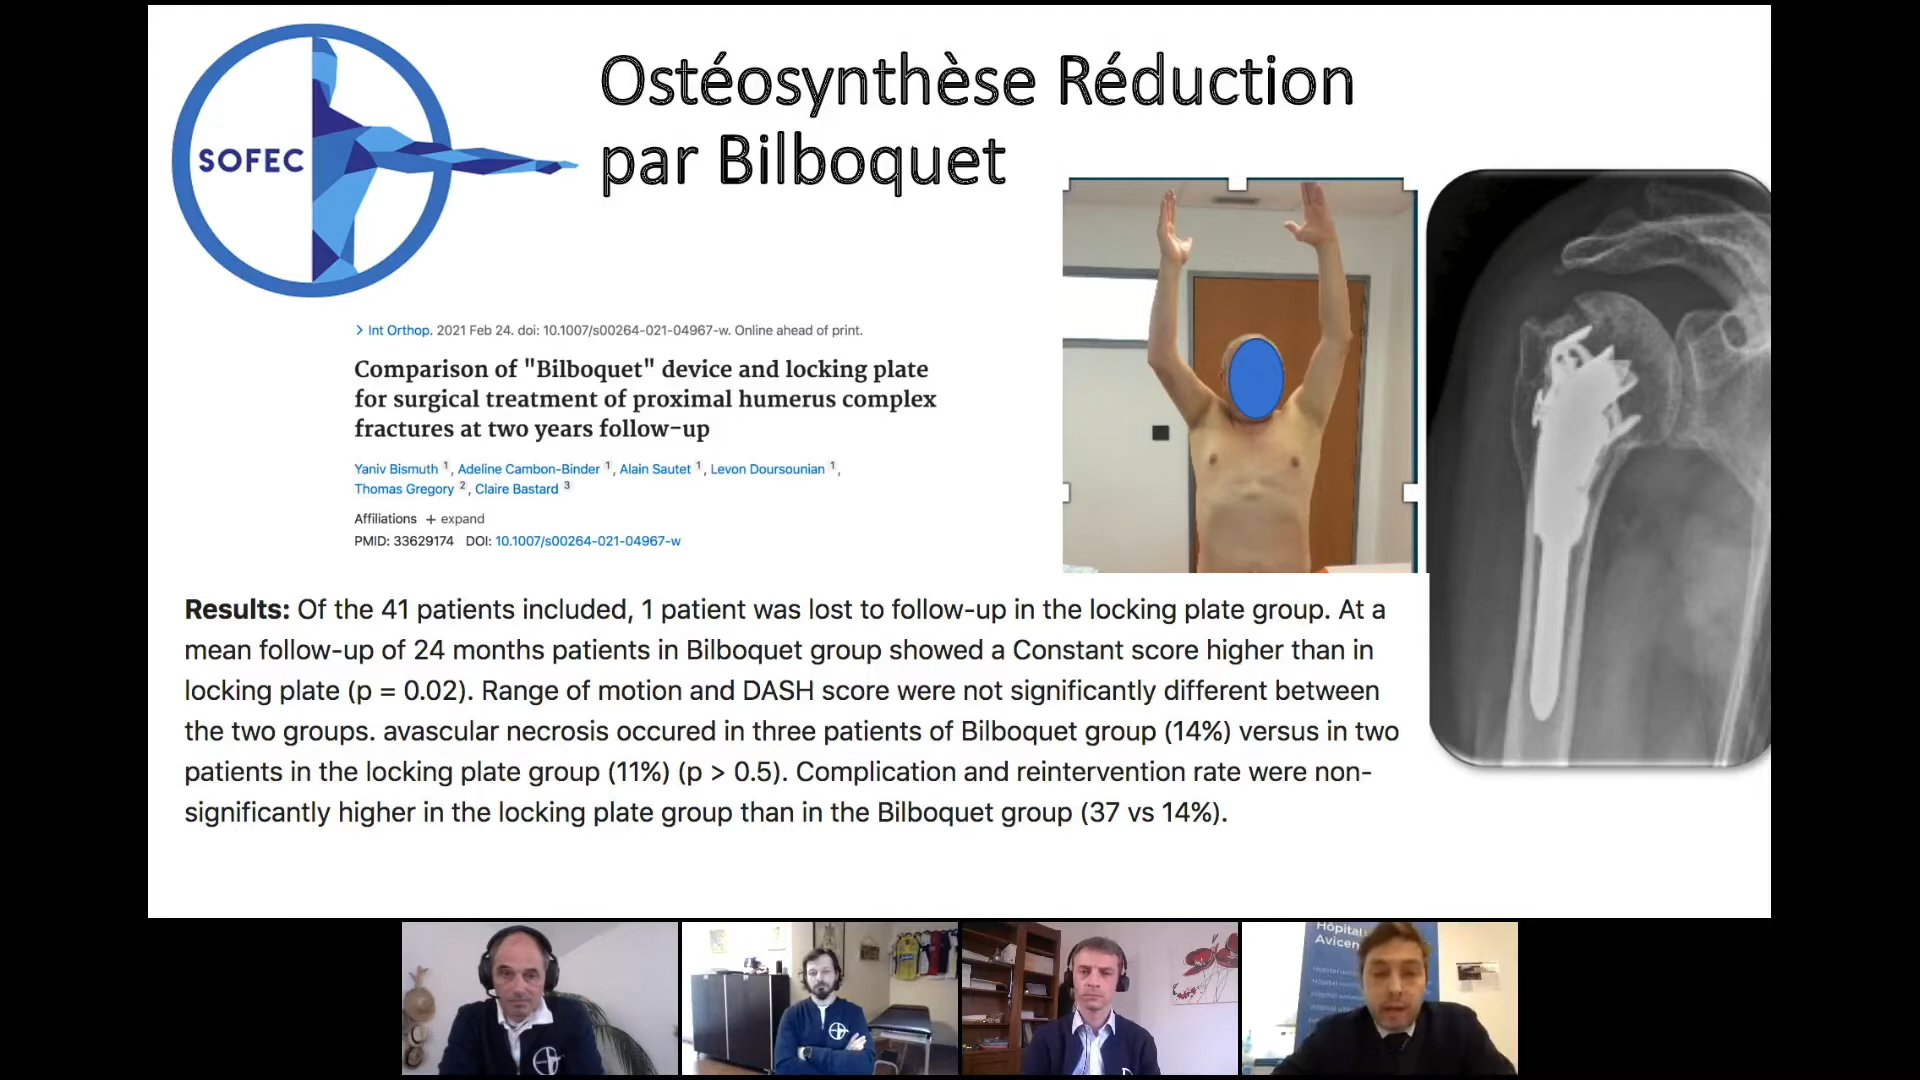 Ostéosynthèse Réduction
par Bilboquet
SOFEC
> Int Orthop. 2021 Feb 24. doi: 10.1007/s00264-021-04967-w. Online ahead of print.
Comparison of "Bilboquet" device and locking plate
for surgical treatment of proximal humerus complex
fractures at two years follow-up
Yaniv Bismuth 1, Adeline Cambon-Binder 1, Alain Sautet 1, Levon Doursounian 1,
Thomas Gregory 2, Claire Bastard 3
Affiliations + expand
PMID: 33629174 DOI: 10.1007/s00264-021-04967-w
Results: Of the 41 patients included, 1 patient was lost to follow-up in the locking plate group. At a
mean follow-up of 24 months patients in Bilboquet group showed a Constant score higher than in
locking plate (p = 0.02). Range of motion and DASH score were not significantly different between
the two groups. avascular necrosis occured in three patients of Bilboquet group (14%) versus in two
patients in the locking plate group (11%) (p > 0.5). Complication and reintervention rate were non-
significantly higher in the locking plate group than in the Bilboquet group (37 vs 14%).
Hôpital
Avicen